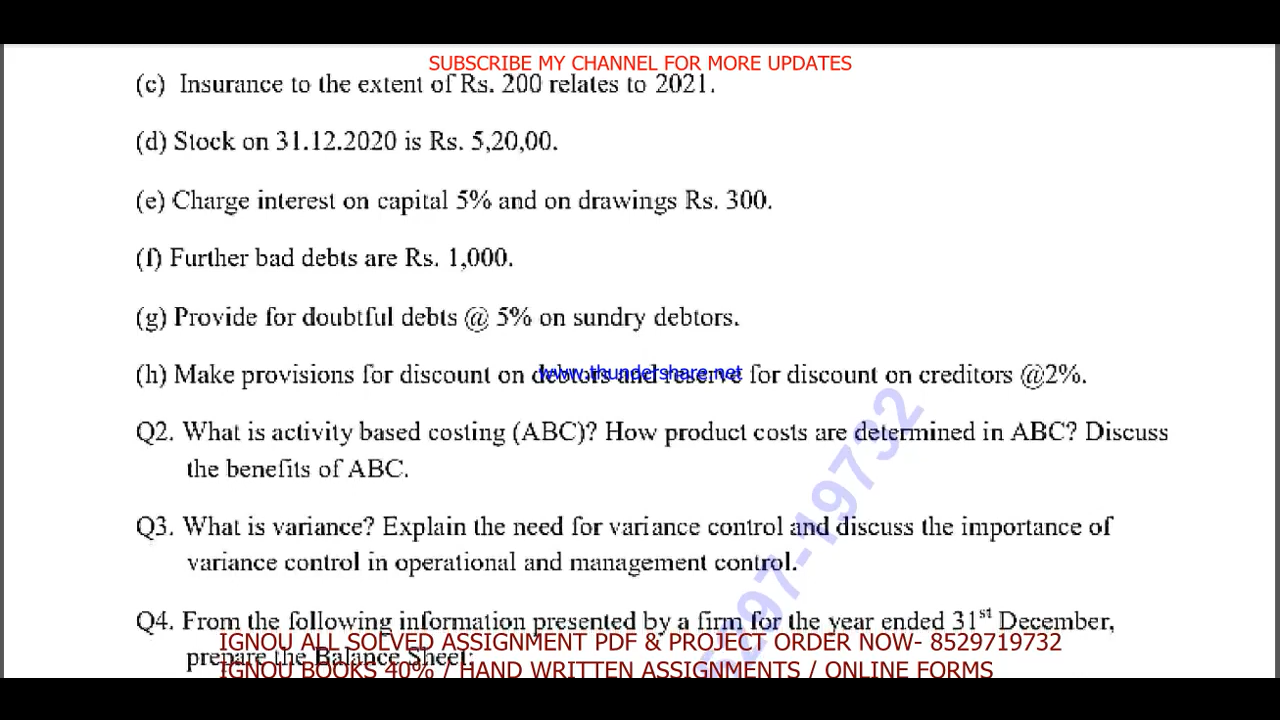 SUBSCRIBE MY CHANNEL FOR MORE UPDATES
(c) Insurance to the extent of Rs. 200 relates to 2021.
(d) Stock on 31.12.2020 is Rs. 5,20,00.
(e) Charge interest on capital 5% and on drawings Rs. 300.
(f) Further bad debts are Rs. 1,000.
(g) Provide for doubtful debts @ 5% on sundry debtors.
(h) Make provisions for discount on debtors and reserve for discount on creditors @2%.
www.thundershare.net
Q2. What is activity based costing (ABC)? How product costs are determined in ABC? Discuss
the benefits of ABC.
Q3. What is variance? Explain the need for variance control and discuss the importance of
variance control in operational and management control.
Q4. From the following information presented by a firm for the year ended 31st December,
prepare the Balance Sheet:
IGNOU ALL SOLVED ASSIGNMENT PDF & PROJECT ORDER NOW- 8529719732
IGNOU BOOKS 40% / HAND WRITTEN ASSIGNMENTS / ONLINE FORMS
5297-19732